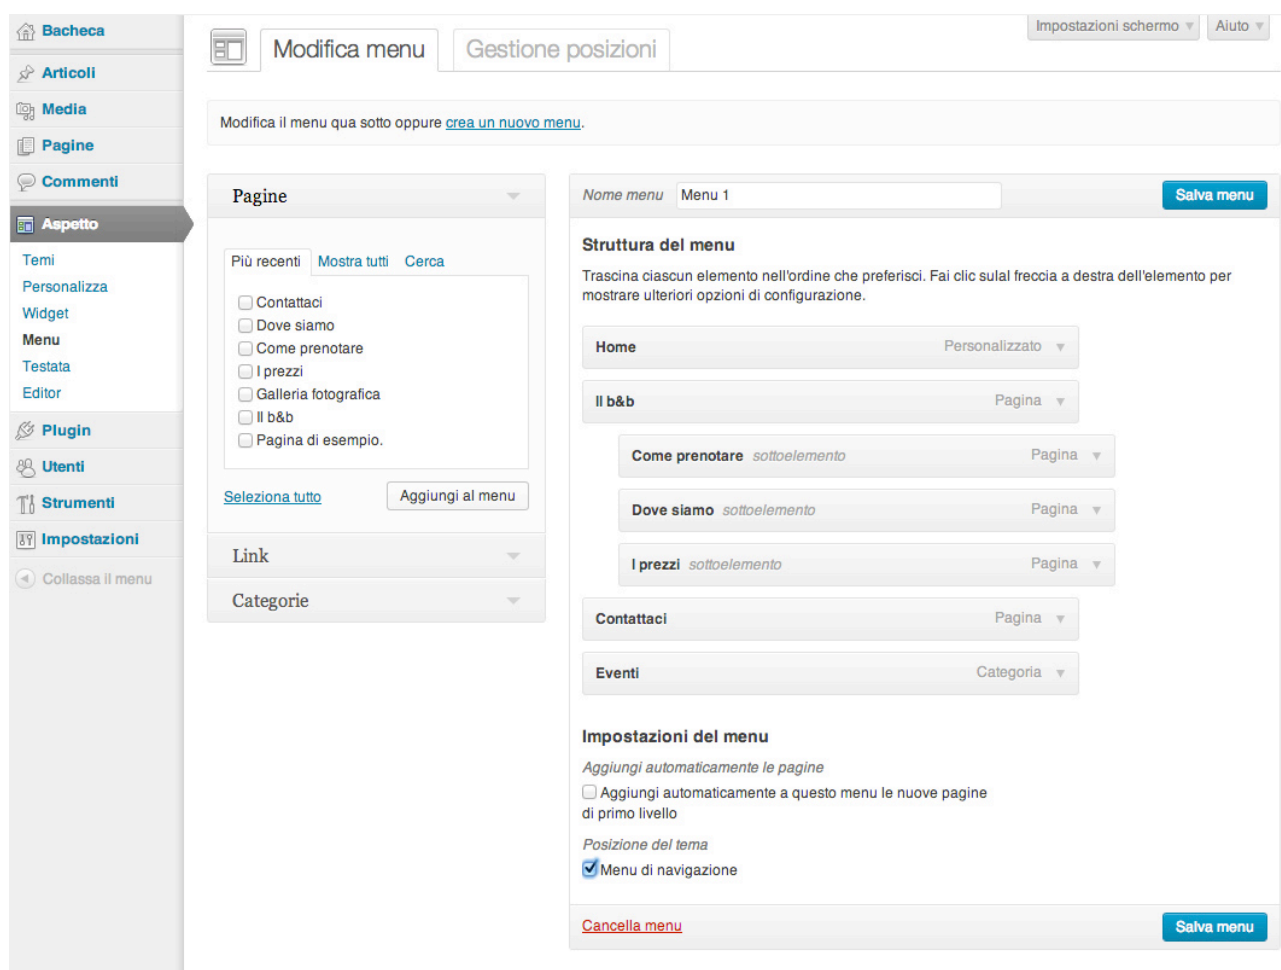 Bacheca
Articoli
Media
Pagine
Commenti
Aspetto
Temi
Personalizza
Widget
Menu
Testata
Editor
Plugin
Utenti
Strumenti
Impostazioni
Collassa il menu
Impostazioni schermo
Aiuto
Modifica menu
Gestione posizioni
Modifica il menu qua sotto oppure crea un nuovo menu.
Pagine
Più recenti Mostra tutti Cerca
Contattaci
Dove siamo
Come prenotare
I prezzi
Galleria fotografica
Il b&b
Pagina di esempio.
Seleziona tutto Aggiungi al menu
Link
Categorie
Nome menu Menu 1 Salva menu
Struttura del menu
Trascina ciascun elemento nell'ordine che preferisci. Fai clic sulal freccia a destra dell'elemento per
mostrare ulteriori opzioni di configurazione.
Home Personalizzato
Il b&b Pagina
Come prenotare sottoelemento Pagina
Dove siamo sottoelemento Pagina
I prezzi sottoelemento Pagina
Contattaci Pagina
Eventi Categoria
Impostazioni del menu
Aggiungi automaticamente le pagine
Aggiungi automaticamente a questo menu le nuove pagine
di primo livello
Posizione del tema
Menu di navigazione
Cancella menu Salva menu